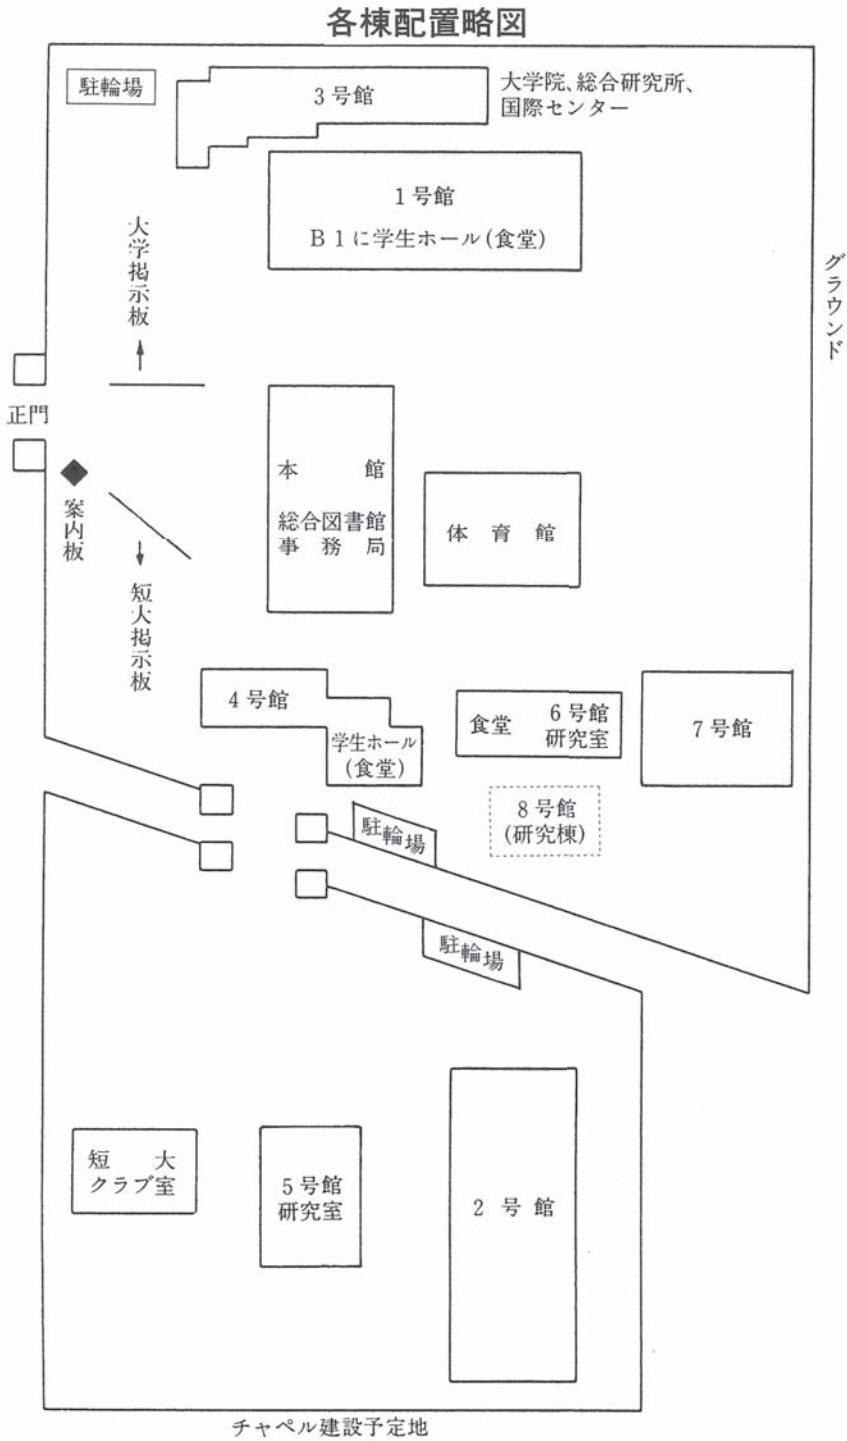 各棟配置略図
駐輪場
3号館
大学院、総合研究所、
国際センター
1号館
B1に学生ホール(食堂)
大学掲示板
グラウンド
正門
案内板
本館
総合図書館
事務局
体育館
短大掲示板
4号館
学生ホール
(食堂)
食堂
6号館
研究室
7号館
8号館
(研究棟)
駐輪場
駐輪場
短大
クラブ室
5号館
研究室
2号館
チャペル建設予定地